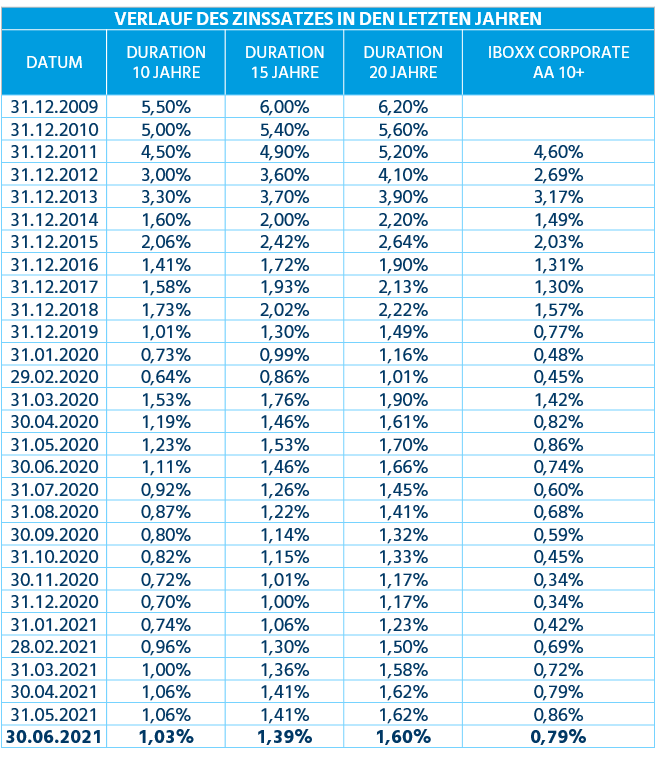 VERLAUF DES ZINSSATZES IN DEN LETZTEN JAHREN
DATUM DURATION 10 JAHRE DURATION 15 JAHRE DURATION 20 JAHRE IBOXX CORPORATE AA 10+
31.12.2009 5,50% 6,00% 6,20%
31.12.2010 5,00% 5,40% 5,60%
31.12.2011 4,50% 4,90% 5,20% 4,60%
31.12.2012 3,00% 3,60% 4,10% 2,69%
31.12.2013 3,30% 3,70% 3,90% 3,17%
31.12.2014 1,60% 2,00% 2,20% 1,49%
31.12.2015 2,06% 2,42% 2,64% 2,03%
31.12.2016 1,41% 1,72% 1,90% 1,31%
31.12.2017 1,58% 1,93% 2,13% 1,30%
31.12.2018 1,73% 2,02% 2,22% 1,57%
31.12.2019 1,01% 1,30% 1,49% 0,77%
31.01.2020 0,73% 0,99% 1,16% 0,48%
29.02.2020 0,64% 0,86% 1,01% 0,45%
31.03.2020 1,53% 1,76% 1,90% 1,42%
30.04.2020 1,19% 1,46% 1,61% 0,82%
31.05.2020 1,23% 1,53% 1,70% 0,86%
30.06.2020 1,11% 1,46% 1,66% 0,74%
31.07.2020 0,92% 1,26% 1,45% 0,60%
31.08.2020 0,87% 1,22% 1,41% 0,68%
30.09.2020 0,80% 1,14% 1,32% 0,59%
31.10.2020 0,82% 1,15% 1,33% 0,45%
30.11.2020 0,72% 1,01% 1,17% 0,34%
31.12.2020 0,70% 1,00% 1,17% 0,34%
31.01.2021 0,74% 1,06% 1,23% 0,42%
28.02.2021 0,96% 1,30% 1,50% 0,69%
31.03.2021 1,00% 1,36% 1,58% 0,72%
30.04.2021 1,06% 1,41% 1,62% 0,79%
31.05.2021 1,06% 1,41% 1,62% 0,86%
30.06.2021 1,03% 1,39% 1,60% 0,79%